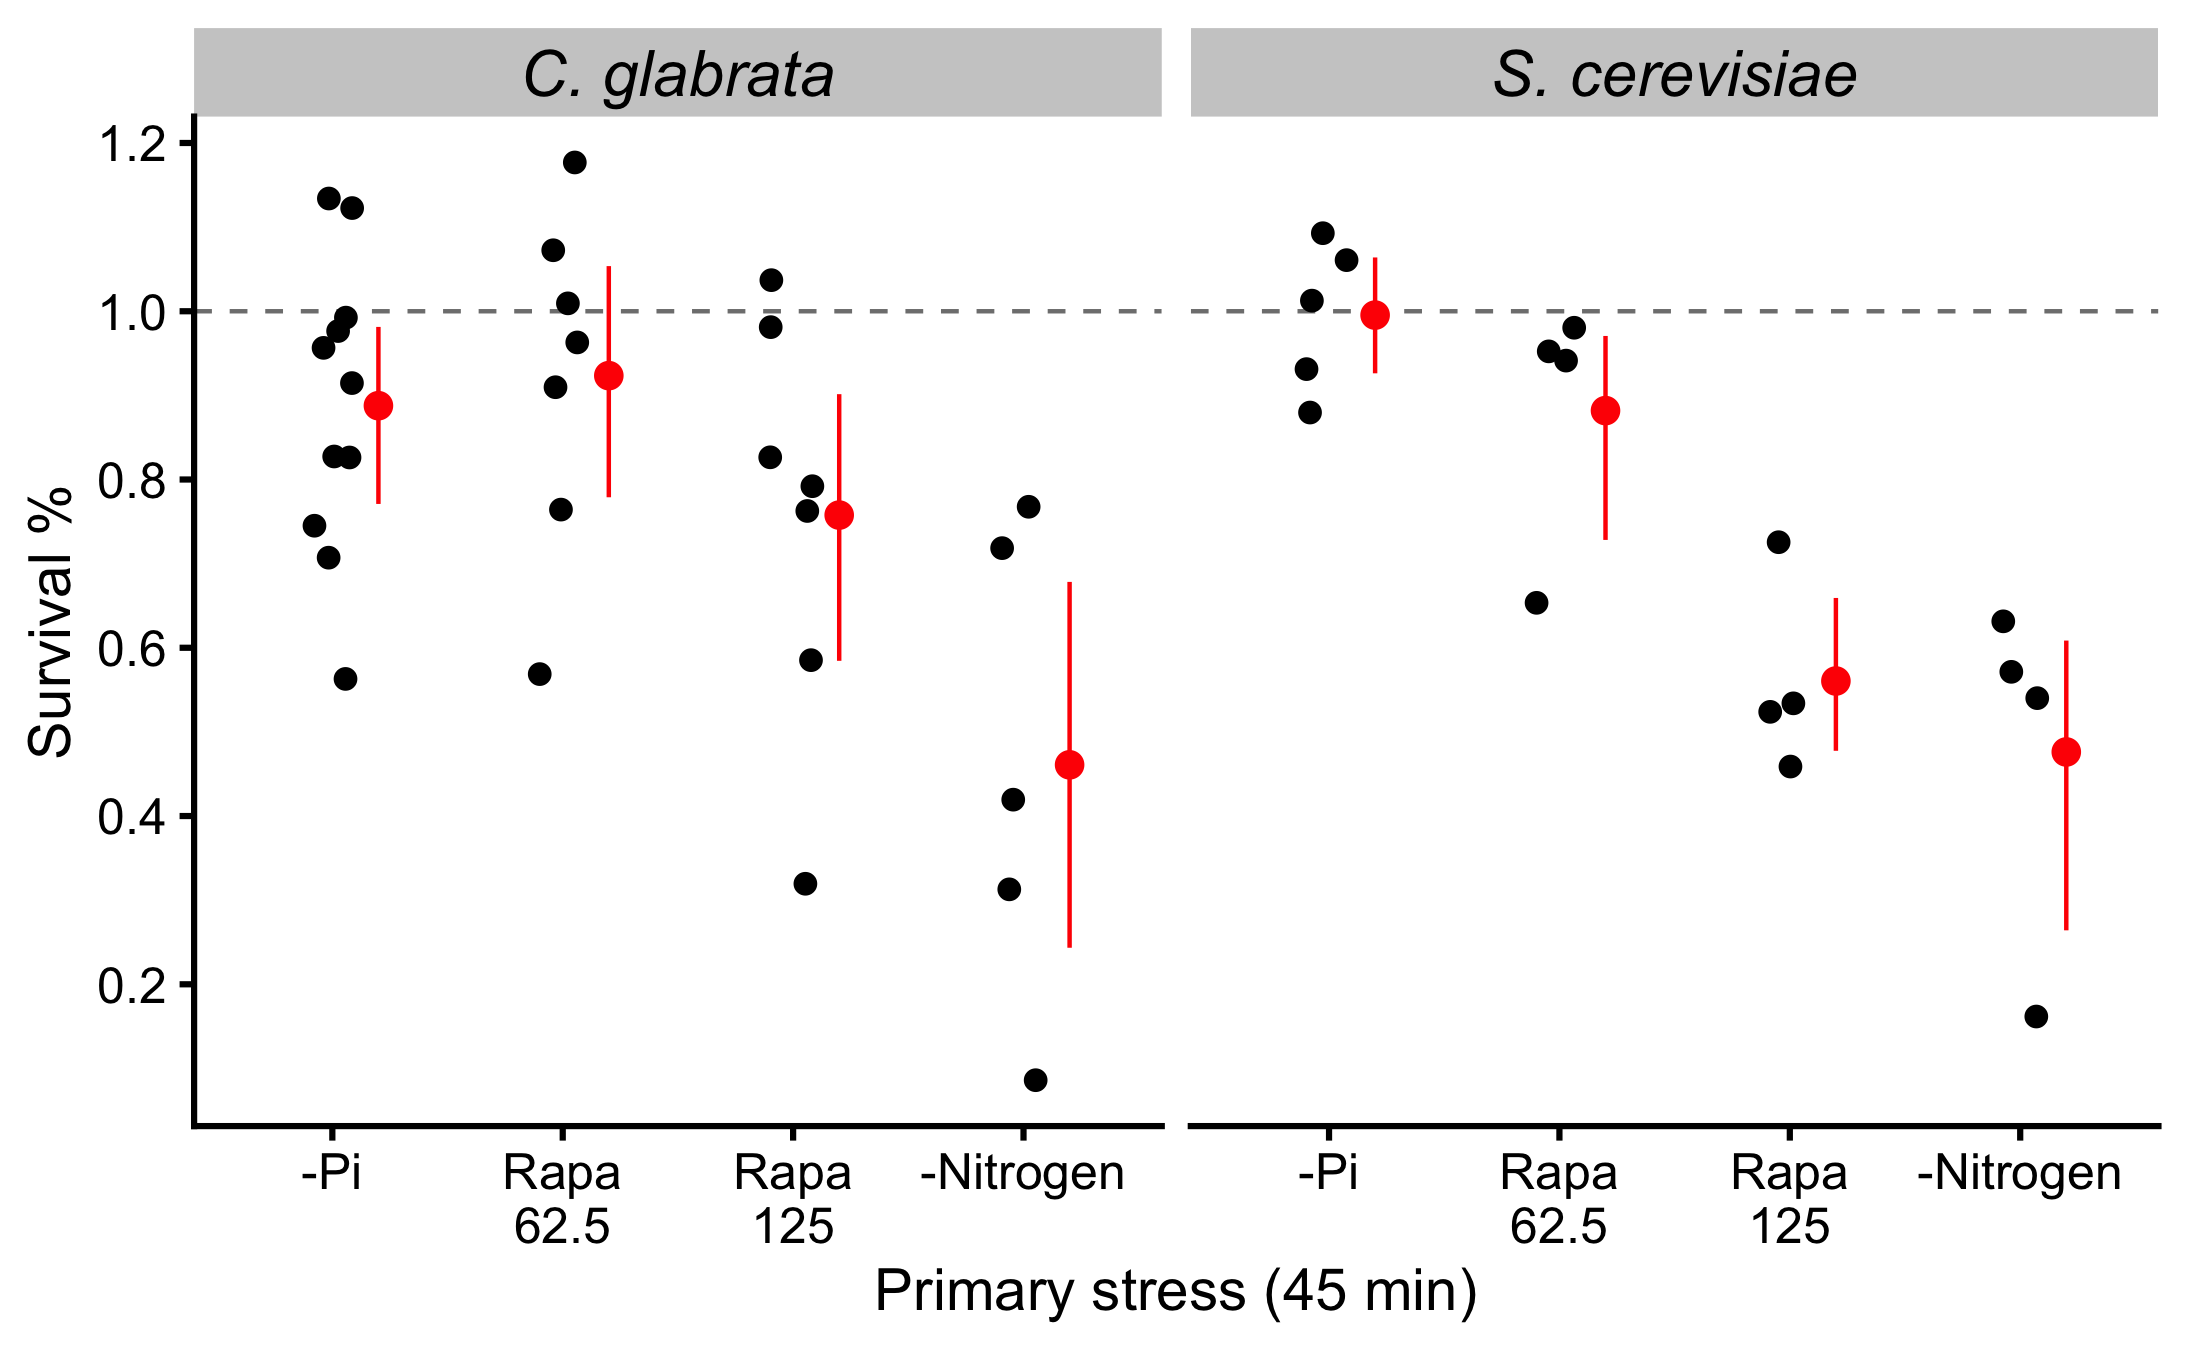 C. glabrata
S. cerevisiae
Survival %
1.2
1.0
0.8
0.6
0.4
0.2
-Pi
Rapa
62.5
Rapa
125
-Nitrogen
-Pi
Rapa
62.5
Rapa
125
-Nitrogen
Primary stress (45 min)